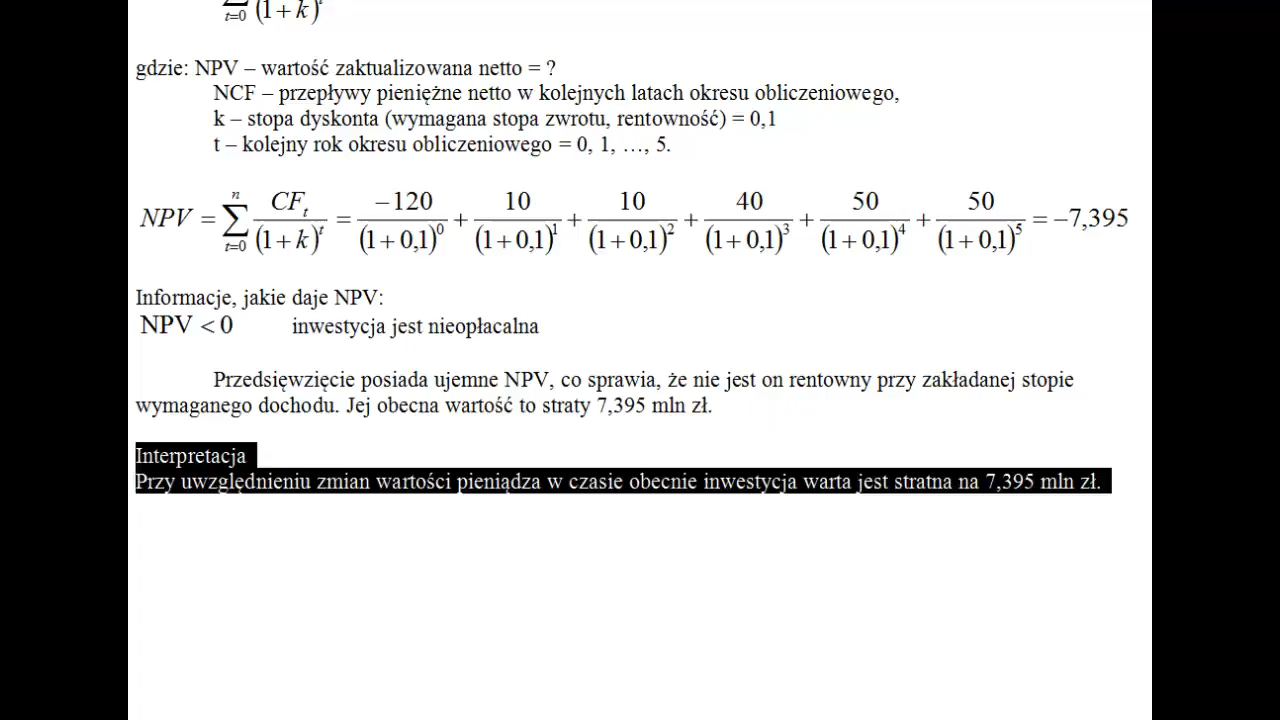 ∑ t=0 (1+k)^t
gdzie: NPV – wartość zaktualizowana netto = ?
NCF – przepływy pieniężne netto w kolejnych latach okresu obliczeniowego,
k – stopa dyskonta (wymagana stopa zwrotu, rentowność) = 0,1
t – kolejny rok okresu obliczeniowego = 0, 1, …, 5.
NPV = ∑_{t=0}^{n} CF_t/(1+k)^t = −120/(1+0,1)^0 + 10/(1+0,1)^1 + 10/(1+0,1)^2 + 40/(1+0,1)^3 + 50/(1+0,1)^4 + 50/(1+0,1)^5 = −7,395
Informacje, jakie daje NPV:
NPV < 0 inwestycja jest nieopłacalna
Przedsięwzięcie posiada ujemne NPV, co sprawia, że nie jest on rentowny przy zakładanej stopie
wymaganego dochodu. Jej obecna wartość to straty 7,395 mln zł.
Interpretacja
Przy uwzględnieniu zmian wartości pieniądza w czasie obecnie inwestycja warta jest stratna na 7,395 mln zł.